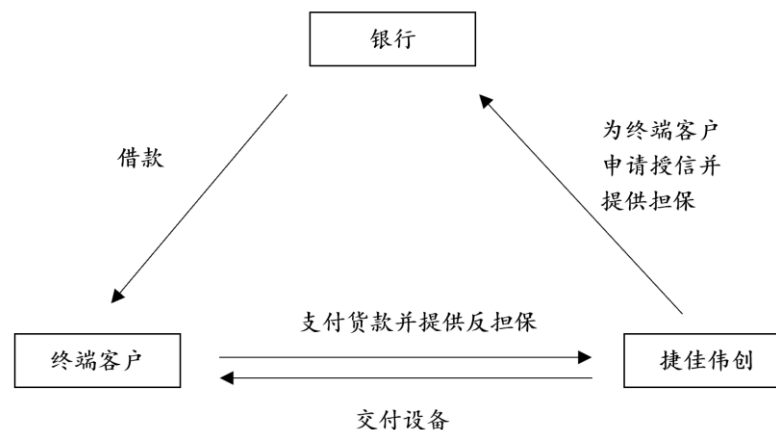 银行
为终端客户
申请授信并
提供担保
借款
支付货款并提供反担保
终端客户
捷佳伟创
交付设备